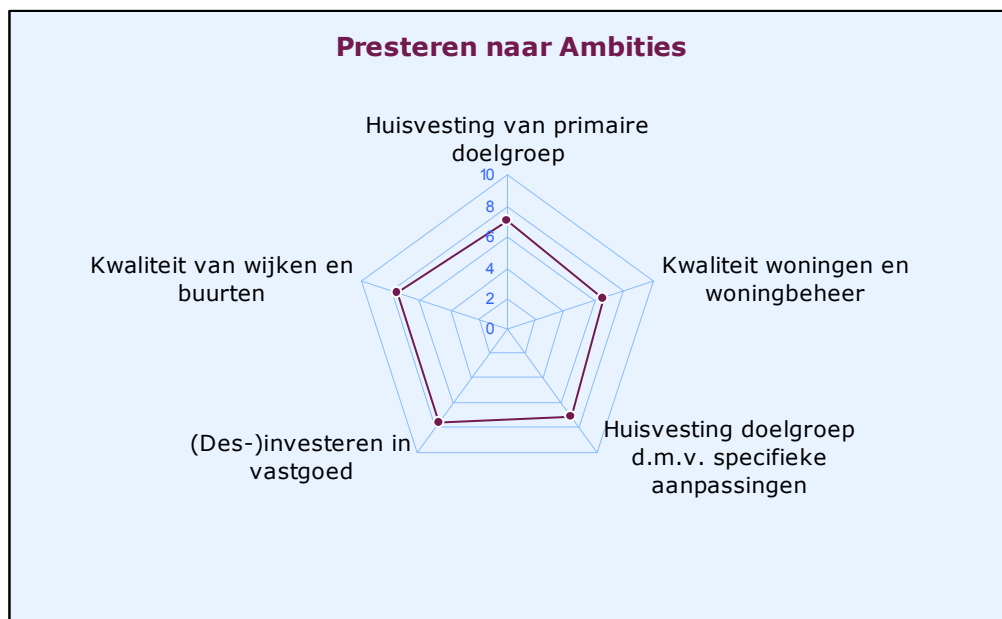 Presteren naar Ambities
Huisvesting van primaire
doelgroep
10
8
6
4
2
0
Kwaliteit van wijken en
buurten
Kwaliteit woningen en
woningbeheer
(Des-)investeren in
vastgoed
Huisvesting doelgroep
d.m.v. specifieke
aanpassingen